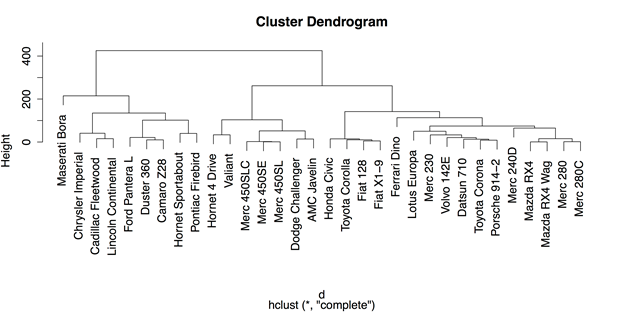 Cluster Dendrogram
Height
0
200
400
Maserati Bora
Chrysler Imperial
Cadillac Fleetwood
Lincoln Continental
Ford Pantera L
Duster 360
Camaro Z28
Hornet Sportabout
Pontiac Firebird
Hornet 4 Drive
Valiant
Merc 450SLC
Merc 450SE
Merc 450SL
Dodge Challenger
AMC Javelin
Honda Civic
Toyota Corolla
Fiat 128
Fiat X1−9
Ferrari Dino
Lotus Europa
Merc 230
Volvo 142E
Datsun 710
Toyota Corona
Porsche 914−2
Merc 240D
Mazda RX4
Mazda RX4 Wag
Merc 280
Merc 280C
d
hclust (*, "complete")